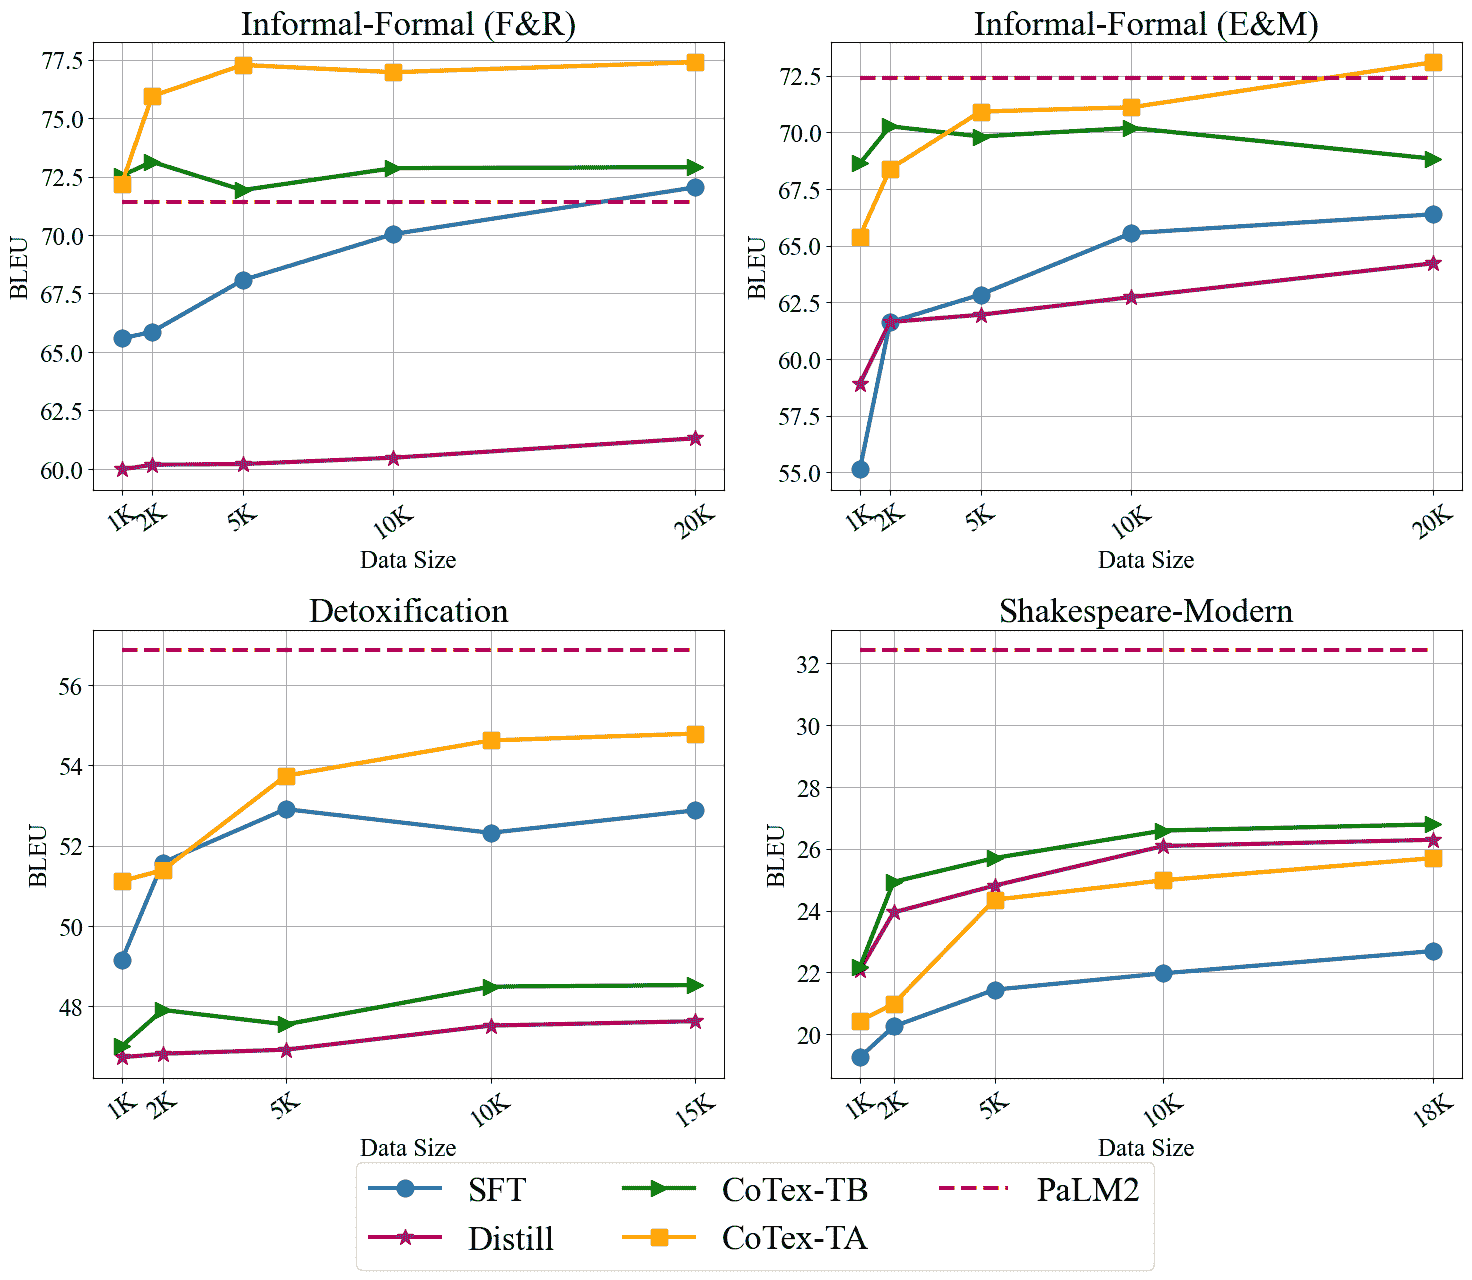 Informal-Formal (F&R)
77.5
75.0
72.5
70.0
67.5
65.0
62.5
60.0
BLEU
1K
2K
5K
10K
20K
Data Size
Informal-Formal (E&M)
72.5
70.0
67.5
65.0
62.5
60.0
57.5
55.0
BLEU
1K
2K
5K
10K
20K
Data Size
Detoxification
56
54
52
50
48
BLEU
1K
2K
5K
10K
15K
Data Size
Shakespeare-Modern
32
30
28
26
24
22
20
BLEU
1K
2K
5K
10K
18K
Data Size
SFT
Distill
CoTex-TB
CoTex-TA
PaLM2